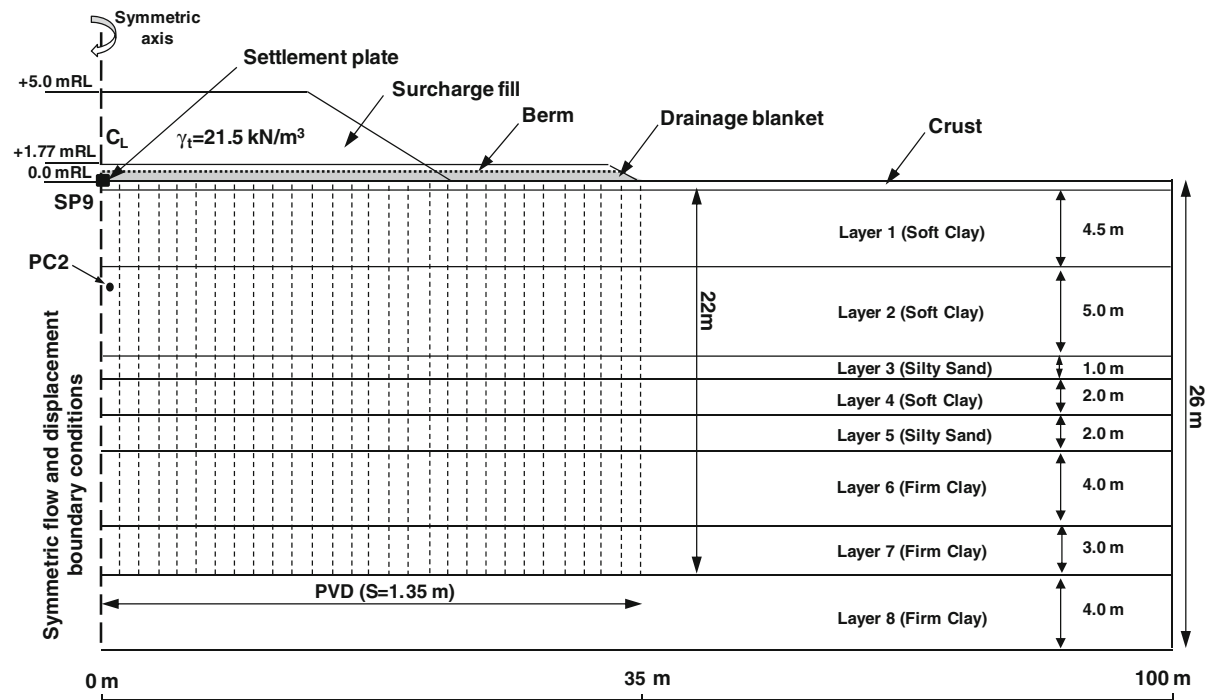 Symmetric
axis
Settlement plate
+5.0 mRL
Surcharge fill
Berm
Drainage blanket
Crust
C_L
γt=21.5 kN/m³
+1.77 mRL
0.0 mRL
SP9
Layer 1 (Soft Clay)
4.5 m
PC2
22m
Layer 2 (Soft Clay)
5.0 m
Layer 3 (Silty Sand)
1.0 m
Layer 4 (Soft Clay)
2.0 m
26 m
Layer 5 (Silty Sand)
2.0 m
Symmetric flow and displacement
boundary conditions
Layer 6 (Firm Clay)
4.0 m
Layer 7 (Firm Clay)
3.0 m
PVD (S=1.35 m)
Layer 8 (Firm Clay)
4.0 m
0 m
35 m
100 m